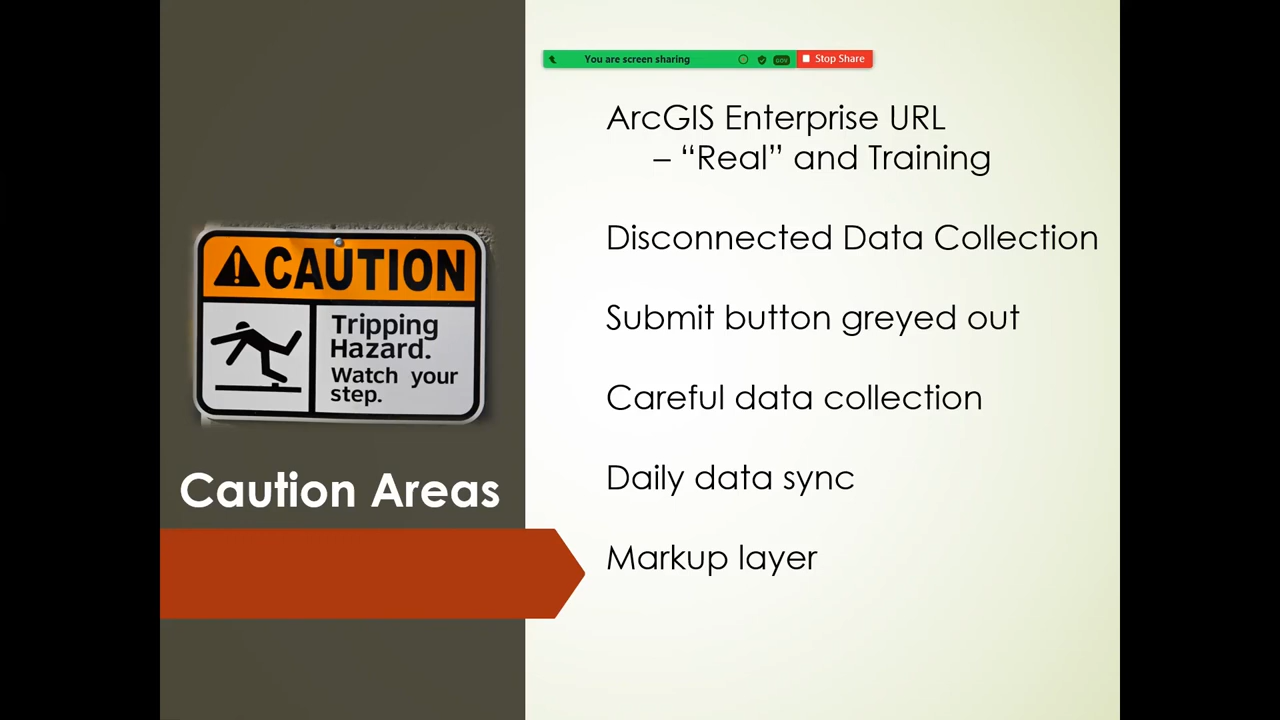 You are screen sharing
GOV
Stop Share
ArcGIS Enterprise URL
– “Real” and Training
Disconnected Data Collection
Submit button greyed out
Careful data collection
Daily data sync
Markup layer
CAUTION
Tripping
Hazard.
Watch your
step.
Caution Areas